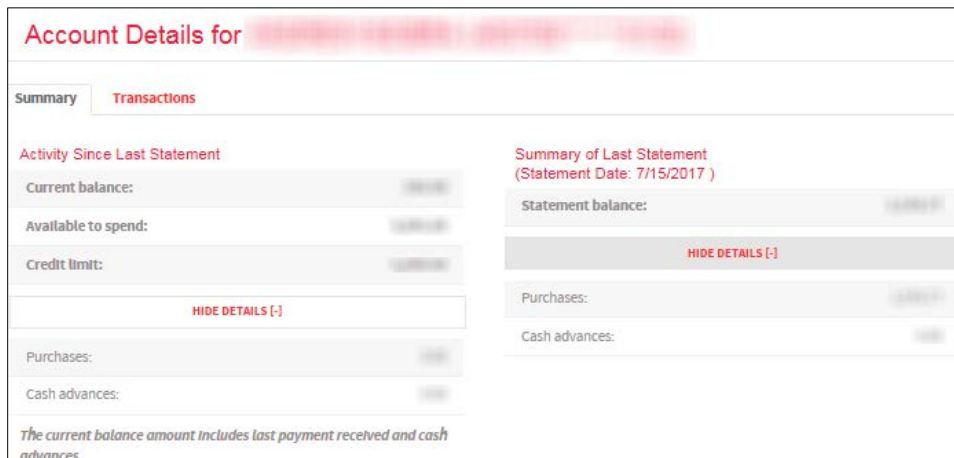 Account Details for
Summary
Transactions
Activity Since Last Statement
Current balance:
Available to spend:
Credit limit:
HIDE DETAILS [-]
Purchases:
Cash advances:
The current balance amount includes last payment received and cash
advances
Summary of Last Statement
(Statement Date: 7/15/2017 )
Statement balance:
HIDE DETAILS [-]
Purchases:
Cash advances: